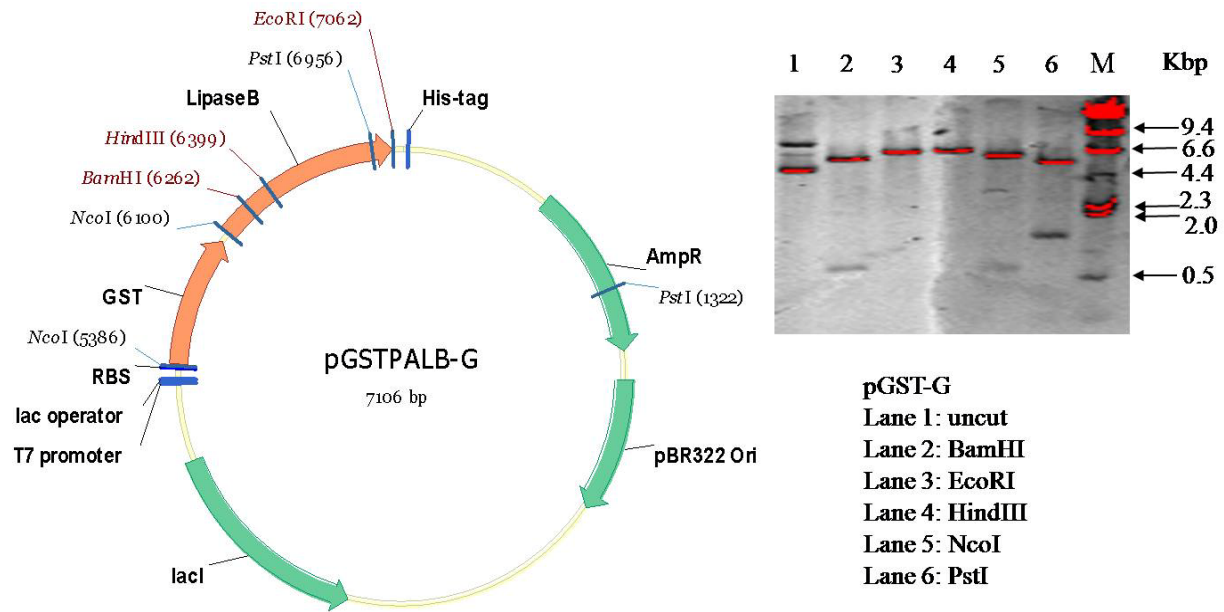 EcoRI (7062)
PstI (6956)
LipaseB
His-tag
HindIII (6399)
BamHI (6262)
NcoI (6100)
AmpR
GST
PstI (1322)
NcoI (5386)
pGSTPALB-G
RBS
7106 bp
lac operator
T7 promoter
pBR322 Ori
lacI
1 2 3 4 5 6 M Kbp
9.4
6.6
4.4
2.3
2.0
0.5
pGST-G
Lane 1: uncut
Lane 2: BamHI
Lane 3: EcoRI
Lane 4: HindIII
Lane 5: NcoI
Lane 6: PstI